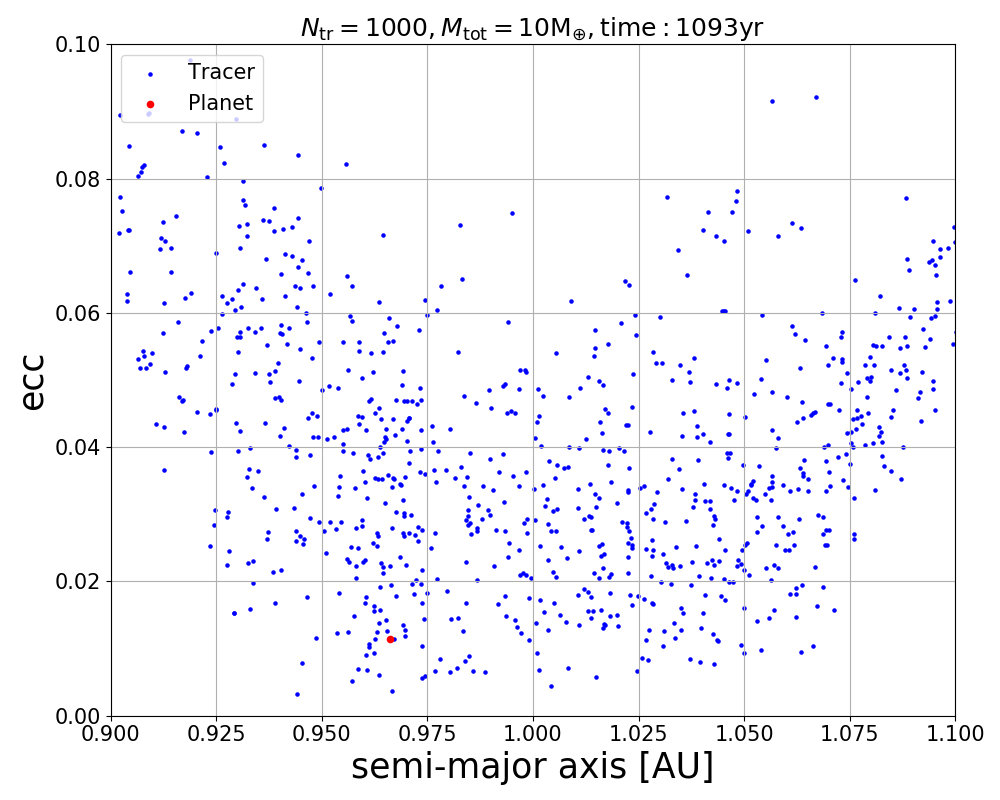 N_tr = 1000, M_tot = 10M_⊕, time : 1093yr
Tracer
Planet
0.10
0.08
0.06
0.04
0.02
0.00
ecc
0.900 0.925 0.950 0.975 1.000 1.025 1.050 1.075 1.100
semi-major axis [AU]